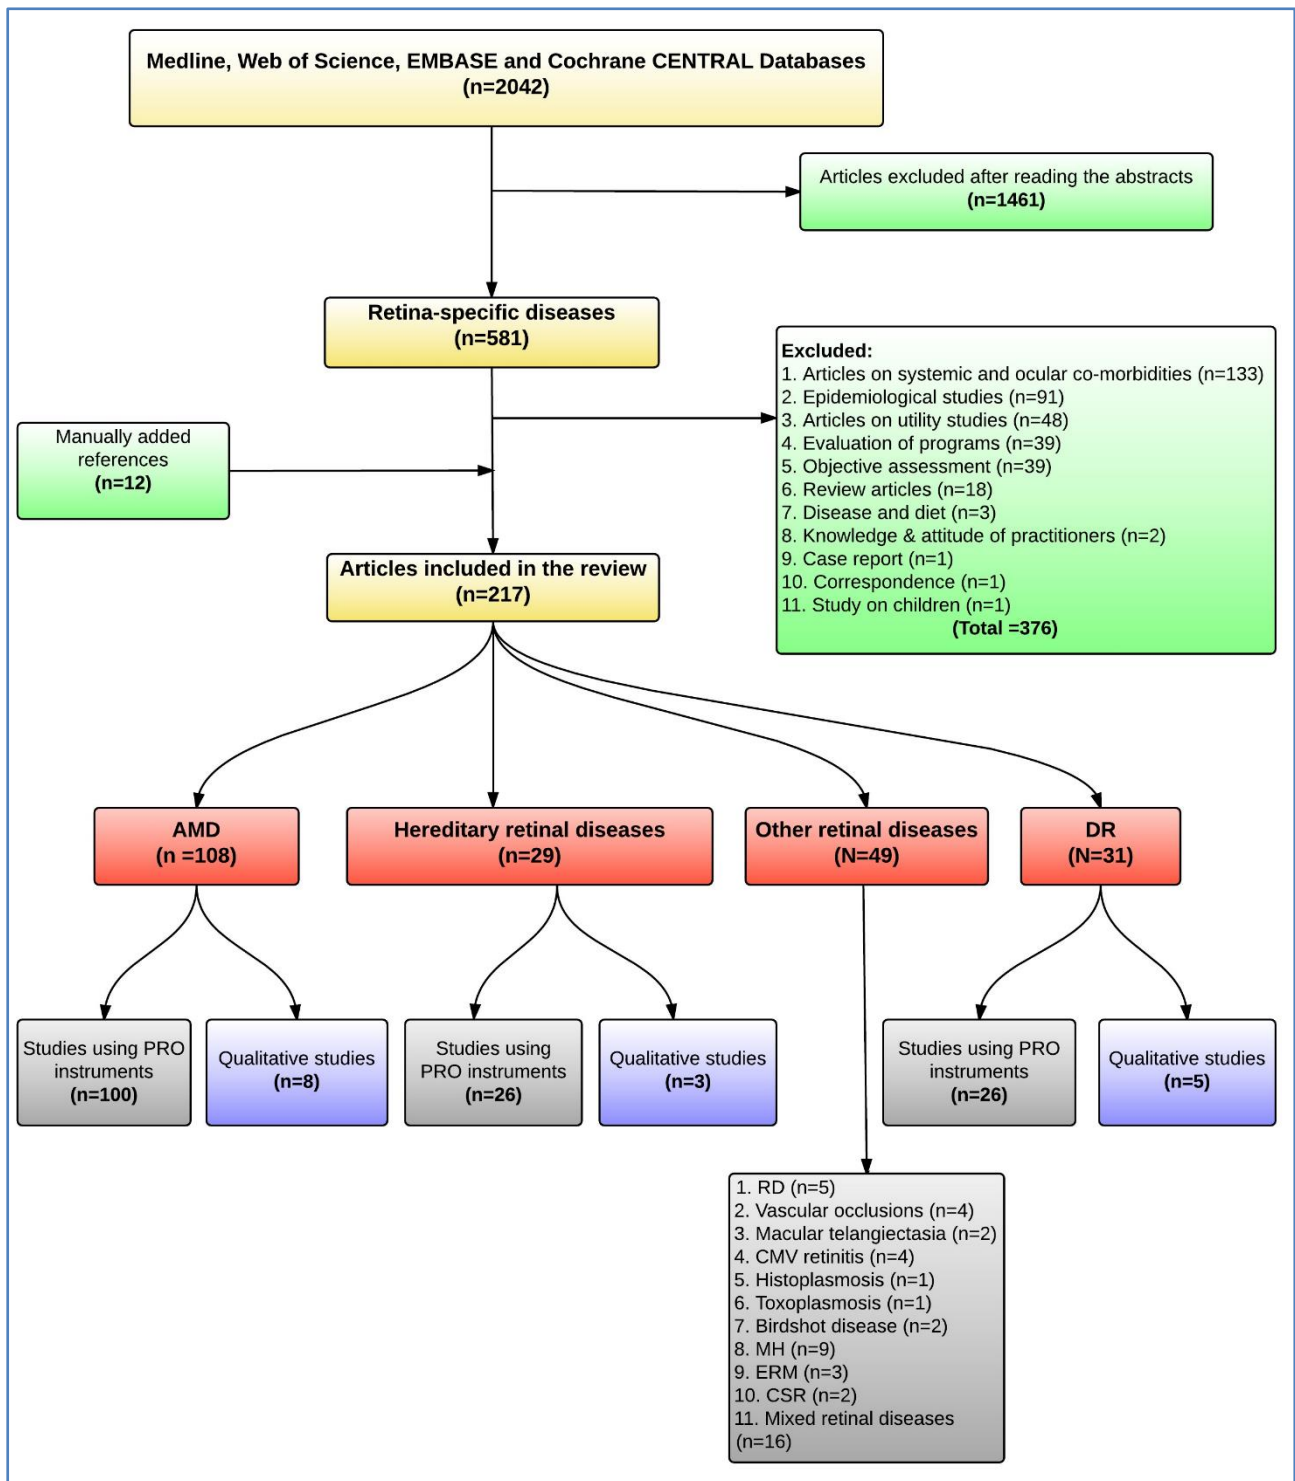 Medline, Web of Science, EMBASE and Cochrane CENTRAL Databases
(n=2042)
Articles excluded after reading the abstracts
(n=1461)
Retina-specific diseases
(n=581)
Excluded:
1. Articles on systemic and ocular co-morbidities (n=133)
2. Epidemiological studies (n=91)
3. Articles on utility studies (n=48)
4. Evaluation of programs (n=39)
5. Objective assessment (n=39)
6. Review articles (n=18)
7. Disease and diet (n=3)
8. Knowledge & attitude of practitioners (n=2)
9. Case report (n=1)
10. Correspondence (n=1)
11. Study on children (n=1)
(Total =376)
Manually added
references
(n=12)
Articles included in the review
(n=217)
AMD
(n =108)
Hereditary retinal diseases
(n=29)
Other retinal diseases
(N=49)
DR
(N=31)
Studies using PRO
instruments
(n=100)
Qualitative studies
(n=8)
Studies using
PRO instruments
(n=26)
Qualitative studies
(n=3)
Studies using PRO
instruments
(n=26)
Qualitative studies
(n=5)
1. RD (n=5)
2. Vascular occlusions (n=4)
3. Macular telangiectasia (n=2)
4. CMV retinitis (n=4)
5. Histoplasmosis (n=1)
6. Toxoplasmosis (n=1)
7. Birdshot disease (n=2)
8. MH (n=9)
9. ERM (n=3)
10. CSR (n=2)
11. Mixed retinal diseases
(n=16)